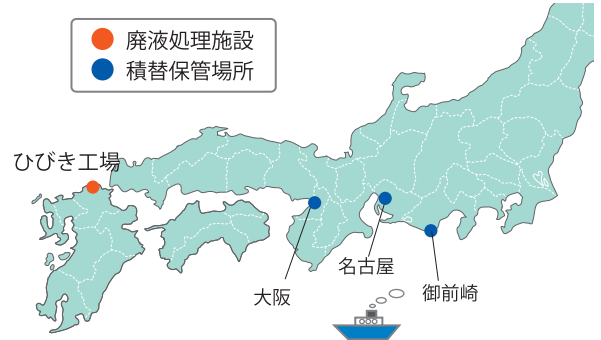 廃液処理施設
積替保管場所
ひびき工場
名古屋
大阪
御前崎